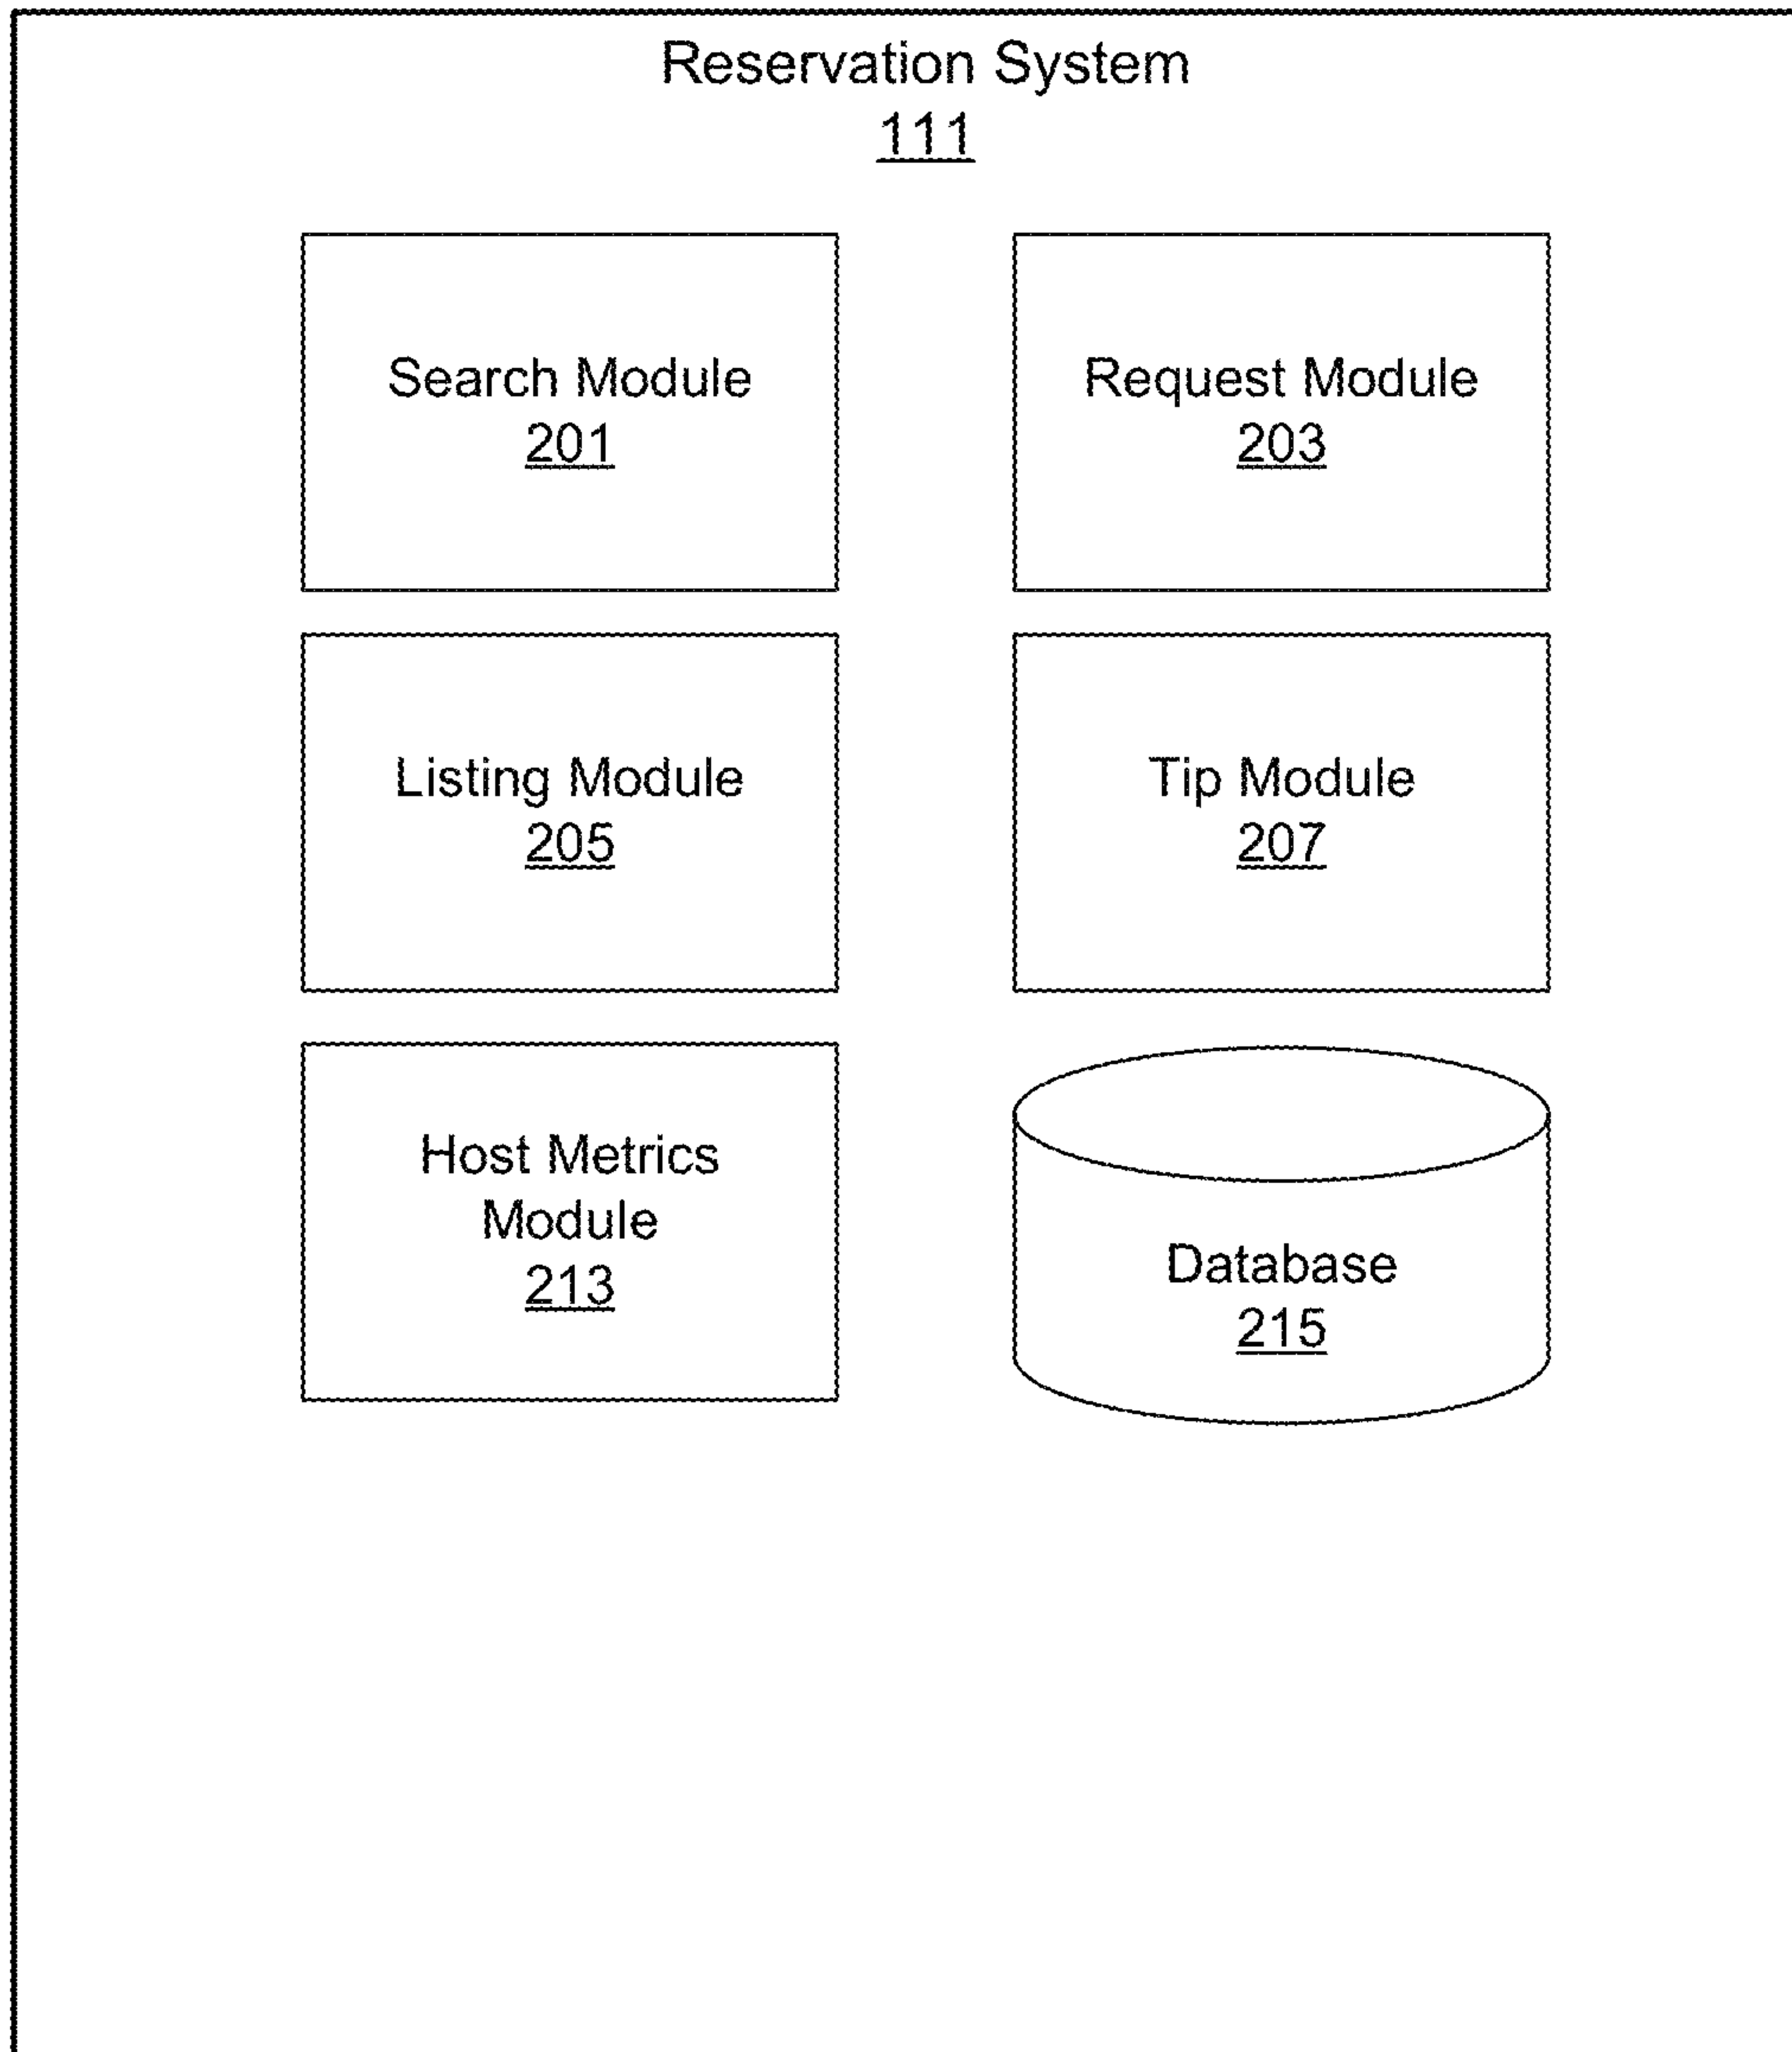 Reservation System
111
Search Module
201
Request Module
203
Listing Module
205
Tip Module
207
Host Metrics
Module
213
Database
215